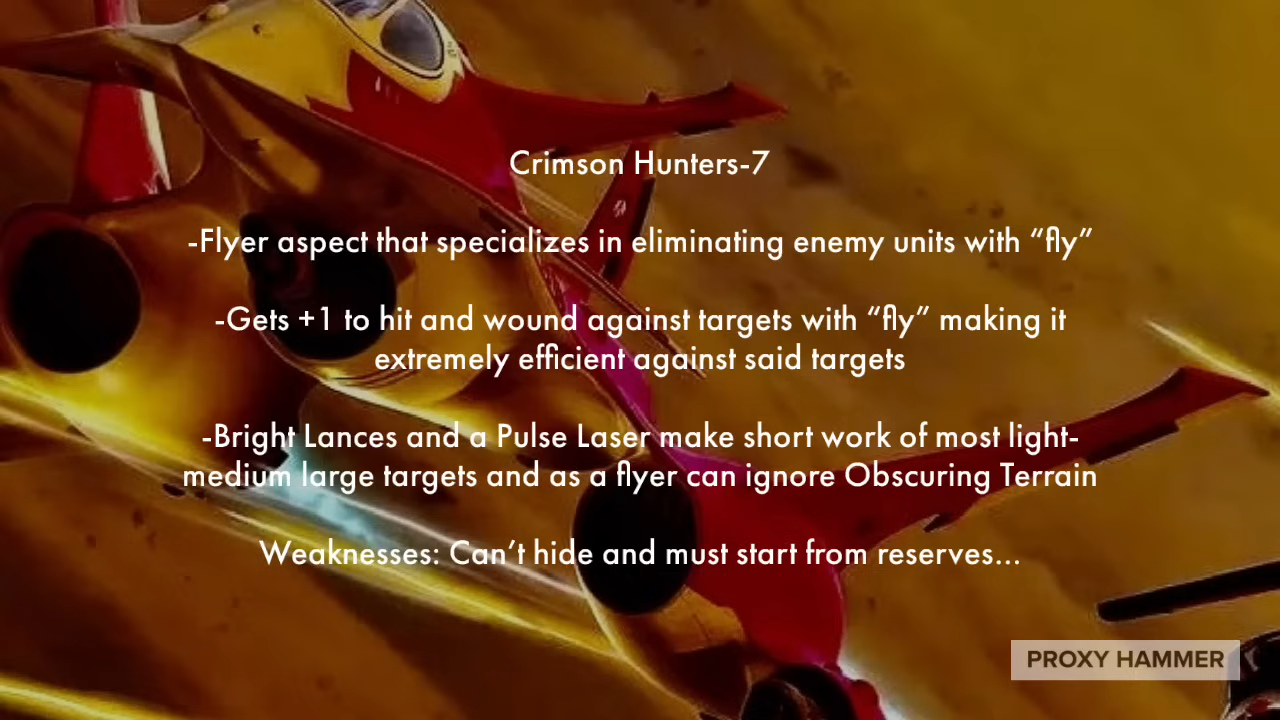 Crimson Hunters-7
-Flyer aspect that specializes in eliminating enemy units with “fly”
-Gets +1 to hit and wound against targets with “fly” making it
extremely efficient against said targets
-Bright Lances and a Pulse Laser make short work of most light-
medium large targets and as a flyer can ignore Obscuring Terrain
Weaknesses: Can’t hide and must start from reserves...
PROXY HAMMER